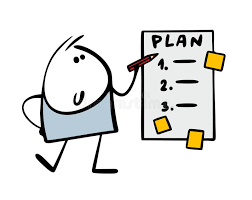 PLAN
1. —
2. —
3. —